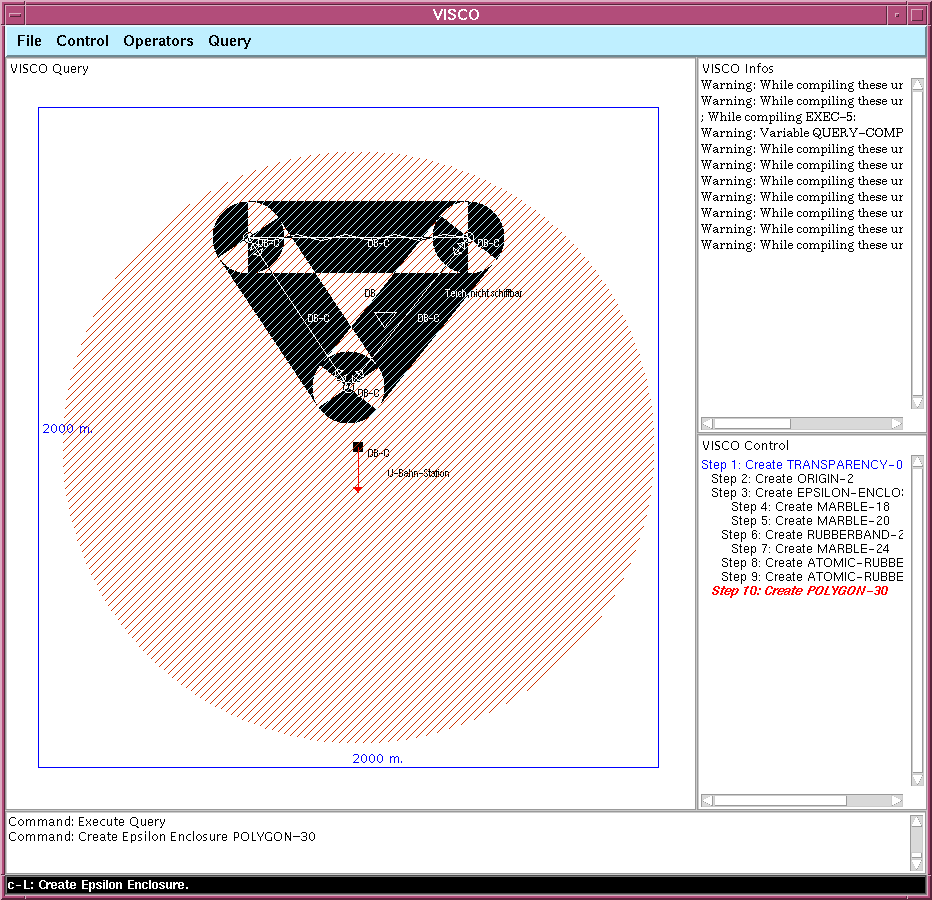 VISCO
File Control Operators Query
VISCO Query
2000 m.
2000 m.
DB-C
DB-C
DB-C
DB
Teich, nicht schiffbar
DB-C
DB-C
DB-C
DB-C
U-Bahn-Station
VISCO Infos
Warning: While compiling these ur
Warning: While compiling these ur
; While compiling EXEC-5:
Warning: Variable QUERY-COMP
Warning: While compiling these ur
Warning: While compiling these ur
Warning: While compiling these ur
Warning: While compiling these ur
Warning: While compiling these ur
Warning: While compiling these ur
Warning: While compiling these ur
VISCO Control
Step 1: Create TRANSPARENCY-0
Step 2: Create ORIGIN-2
Step 3: Create EPSILON-ENCLO
Step 4: Create MARBLE-18
Step 5: Create MARBLE-20
Step 6: Create RUBBERBAND-2
Step 7: Create MARBLE-24
Step 8: Create ATOMIC-RUBBE
Step 9: Create ATOMIC-RUBBE
Step 10: Create POLYGON-30
Command: Execute Query
Command: Create Epsilon Enclosure POLYGON-30
c-L: Create Epsilon Enclosure.